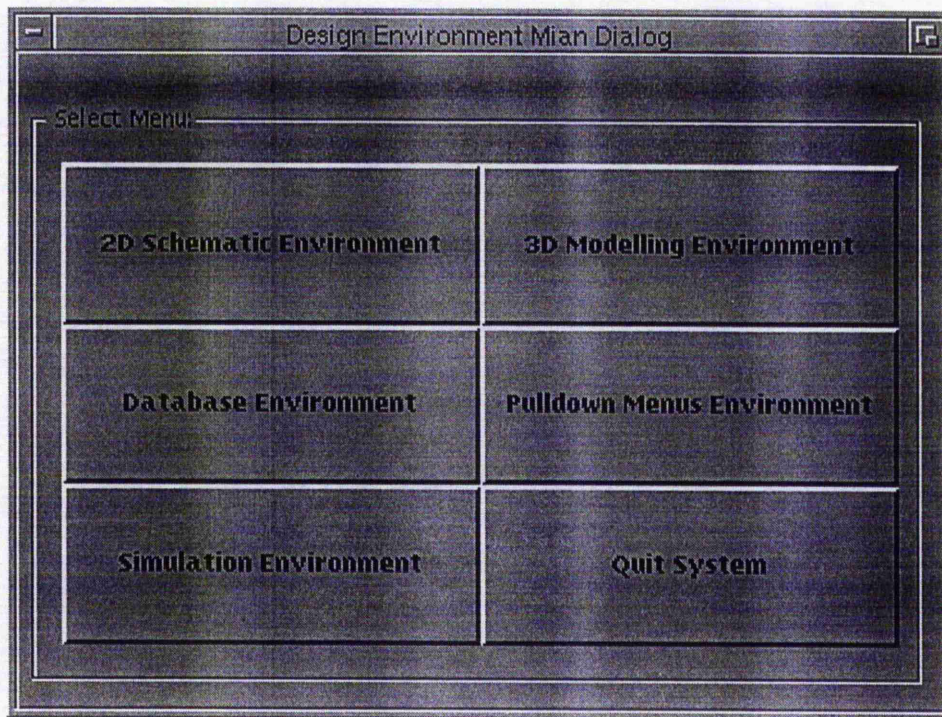 Design Environment Mian Dialog
Select Menu:
2D Schematic Environment
3D Modelling Environment
Database Environment
Pulldown Menus Environment
Simulation Environment
Quit System